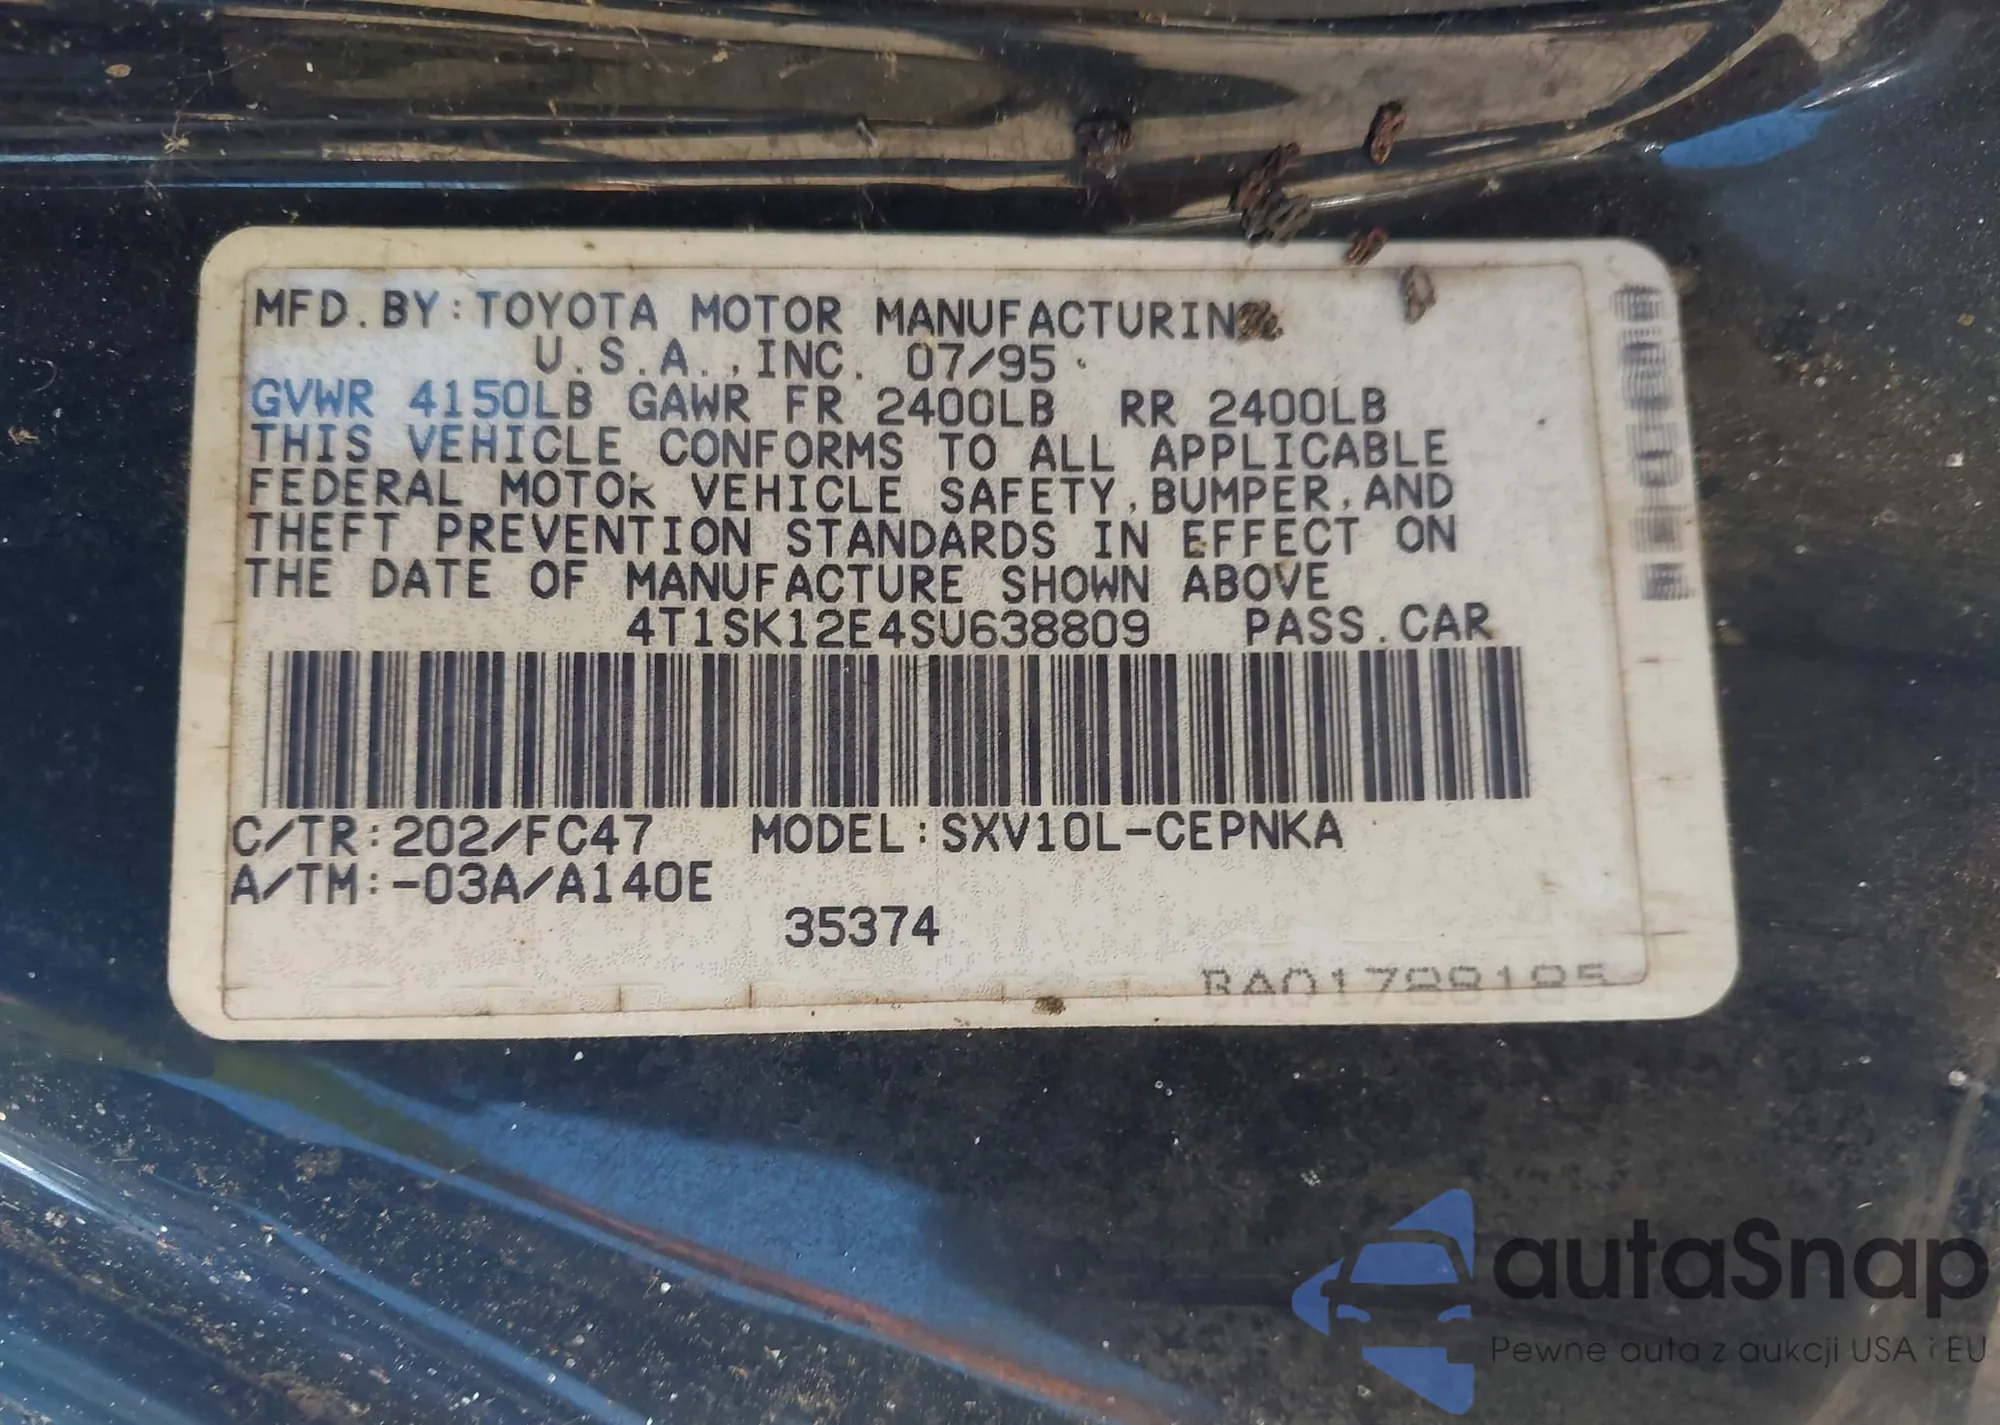 MFD.BY:TOYOTA MOTOR MANUFACTURIN
U.S.A.,INC. 07/95
GVWR 4150LB GAWR FR 2400LB RR 2400LB
THIS VEHICLE CONFORMS TO ALL APPLICABLE
FEDERAL MOTOR VEHICLE SAFETY,BUMPER,AND
THEFT PREVENTION STANDARDS IN EFFECT ON
THE DATE OF MANUFACTURE SHOWN ABOVE
4T1SK12E4SU638809 PASS.CAR
C/TR:202/FC47 MODEL:SXV10L-CEPNKA
A/TM:-03A/A140E
35374
autaSnap
Pewne auta z aukcji USA i EU